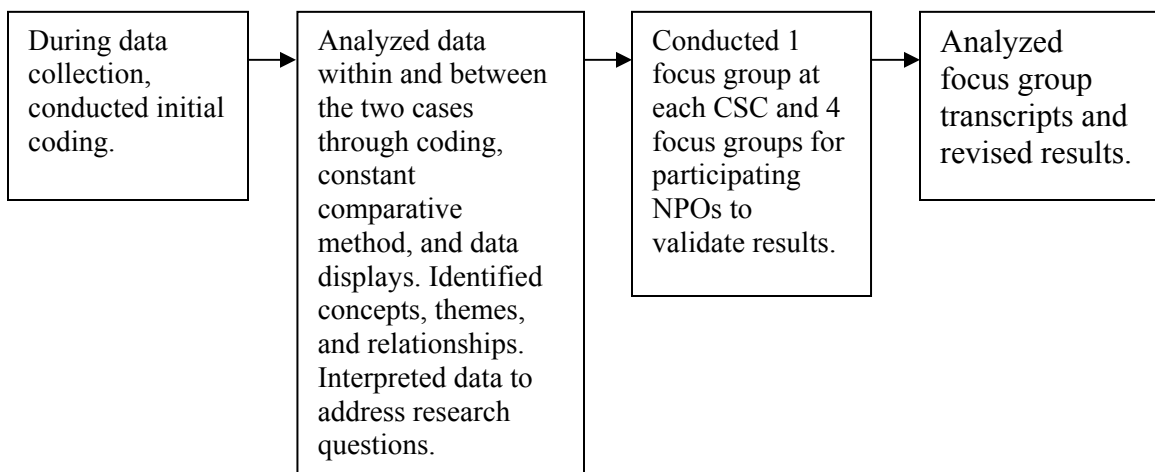 During data
collection,
conducted initial
coding.
Analyzed data
within and between
the two cases
through coding,
constant
comparative
method, and data
displays. Identified
concepts, themes,
and relationships.
Interpreted data to
address research
questions.
Conducted 1
focus group at
each CSC and 4
focus groups for
participating
NPOs to
validate results.
Analyzed
focus group
transcripts and
revised results.